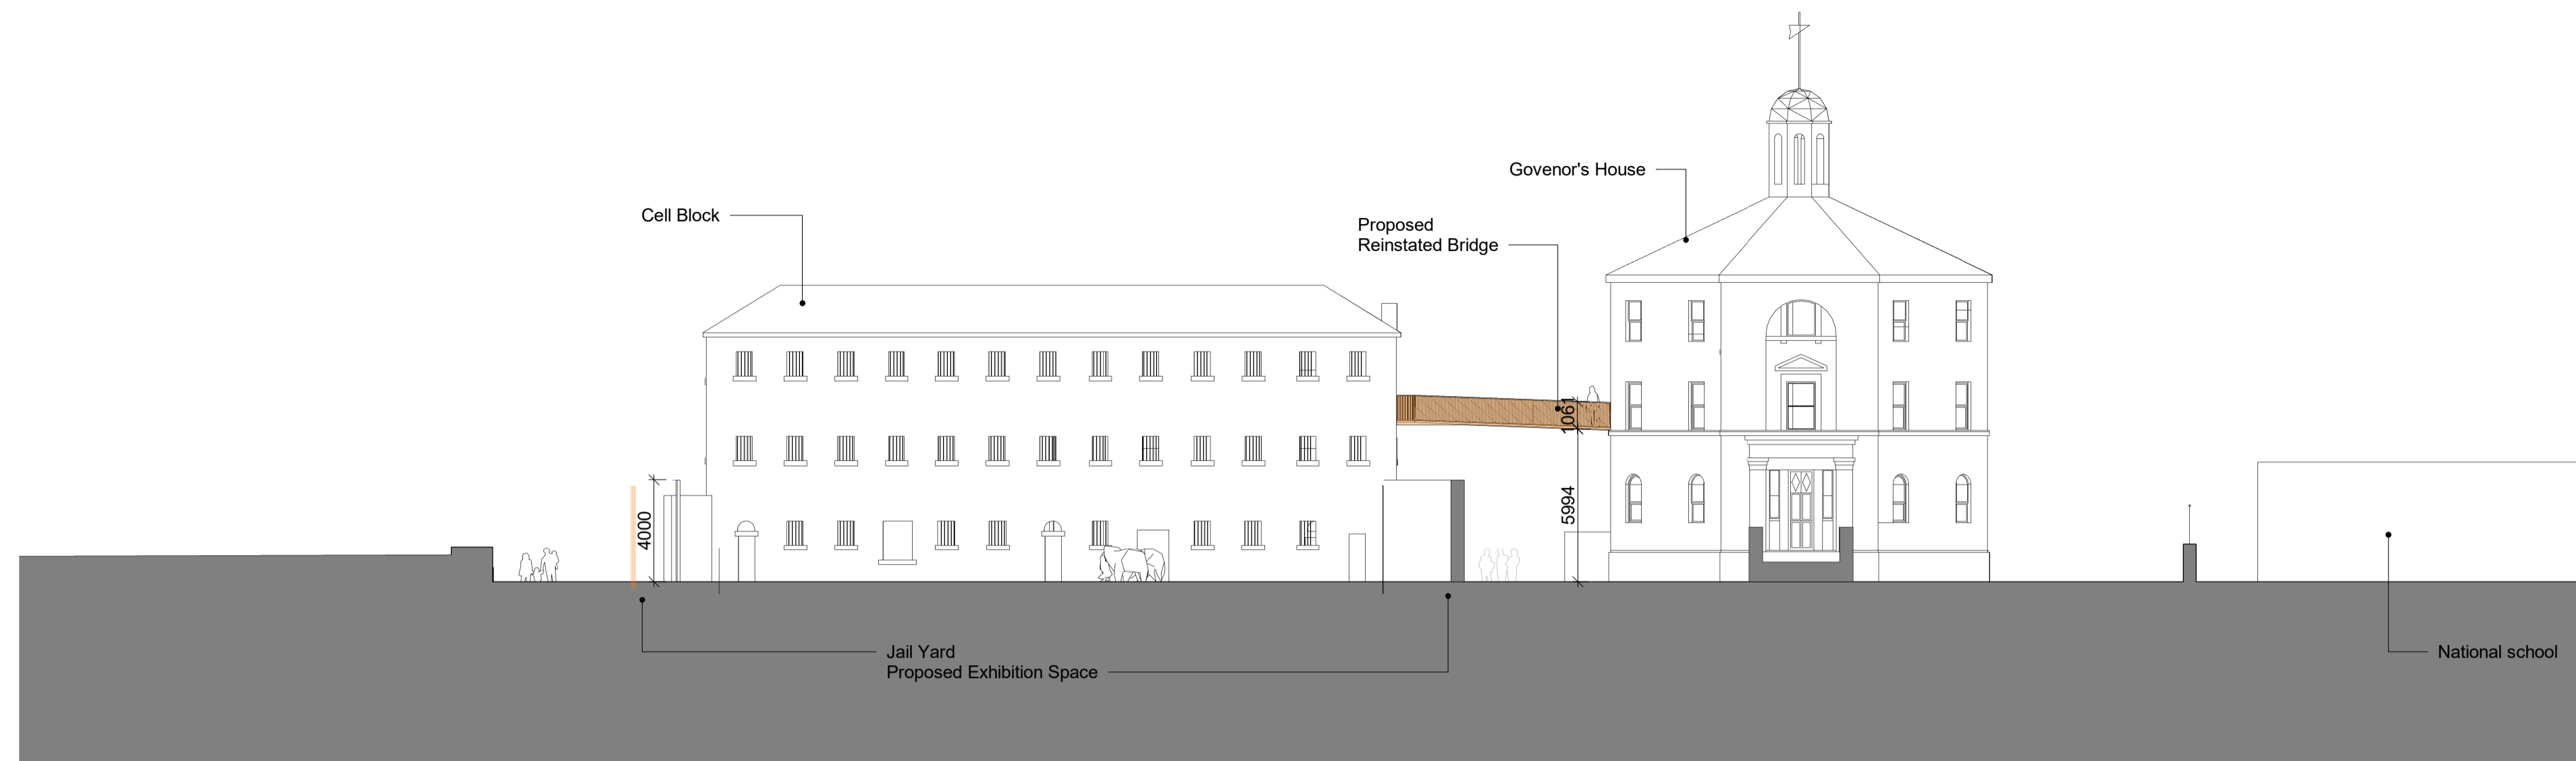 Govenor's House
Cell Block
Proposed
Reinstated Bridge
1061
4000
5994
Jail Yard
Proposed Exhibition Space
National school